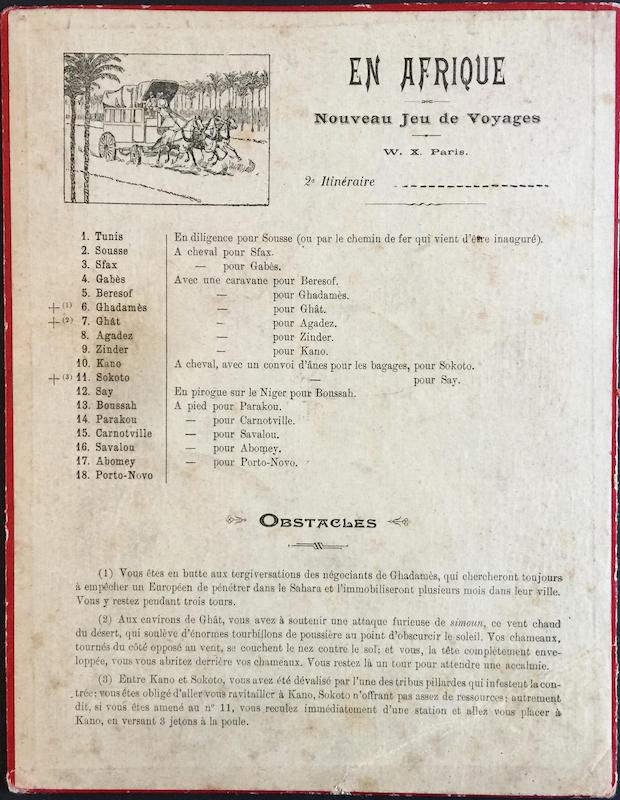 EN AFRIQUE
Nouveau Jeu de Voyages
W. X. Paris.
2e Itinéraire
1. Tunis En diligence pour Sousse (ou par le chemin de fer qui vient d'être inauguré).
2. Sousse A cheval pour Sfax.
3. Sfax — pour Gabès.
4. Gabès Avec une caravane pour Beresof.
5. Beresof — pour Ghadamès.
+(1) 6. Ghadamès — pour Ghât.
+(2) 7. Ghât — pour Agadez.
8. Agadez — pour Zinder.
9. Zinder — pour Kano.
10. Kano A cheval, avec un convoi d'ânes pour les bagages, pour Sokoto.
+(3) 11. Sokoto — pour Say.
12. Say En pirogue sur le Niger pour Boussah.
13. Boussah A pied pour Parakou.
14. Parakou — pour Carnotville.
15. Carnotville — pour Savalou.
16. Savalou — pour Abomey.
17. Abomey — pour Porto-Novo.
18. Porto-Novo
OBSTACLES
(1) Vous êtes en butte aux tergiversations des négociants de Ghadamès, qui chercheront toujours
à empêcher un Européen de pénétrer dans le Sahara et l'immobiliseront plusieurs mois dans leur ville.
Vous y restez pendant trois tours.
(2) Aux environs de Ghât, vous avez à soutenir une attaque furieuse de simoun, ce vent chaud
du désert, qui soulève d'énormes tourbillons de poussière au point d'obscurcir le soleil. Vos chameaux,
tournés du côté opposé au vent, se couchent le nez contre le sol; et vous, la tête complètement enve-
loppée, vous vous abritez derrière vos chameaux. Vous restez là un tour pour attendre une accalmie.
(3) Entre Kano et Sokoto, vous avez été dévalisé par l'une des tribus pillardes qui infestent la con-
trée; vous êtes obligé d'aller vous ravitailler à Kano, Sokoto n'offrant pas assez de ressources; autrement
dit, si vous êtes amené au n° 11, vous reculez immédiatement d'une station et allez vous placer à
Kano, en versant 3 jetons à la poule.